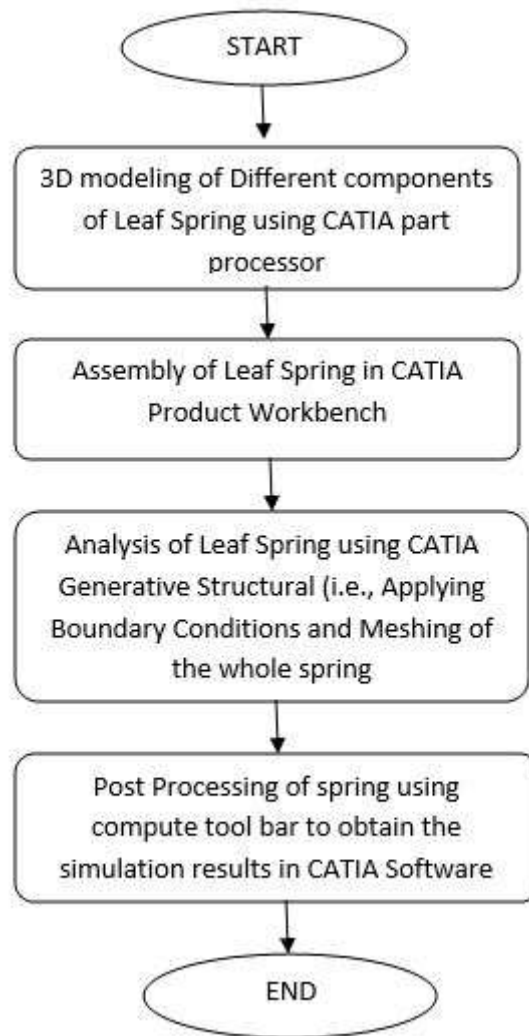 START
3D modeling of Different components
of Leaf Spring using CATIA part
processor
Assembly of Leaf Spring in CATIA
Product Workbench
Analysis of Leaf Spring using CATIA
Generative Structural (i.e., Applying
Boundary Conditions and Meshing of
the whole spring
Post Processing of spring using
compute tool bar to obtain the
simulation results in CATIA Software
END